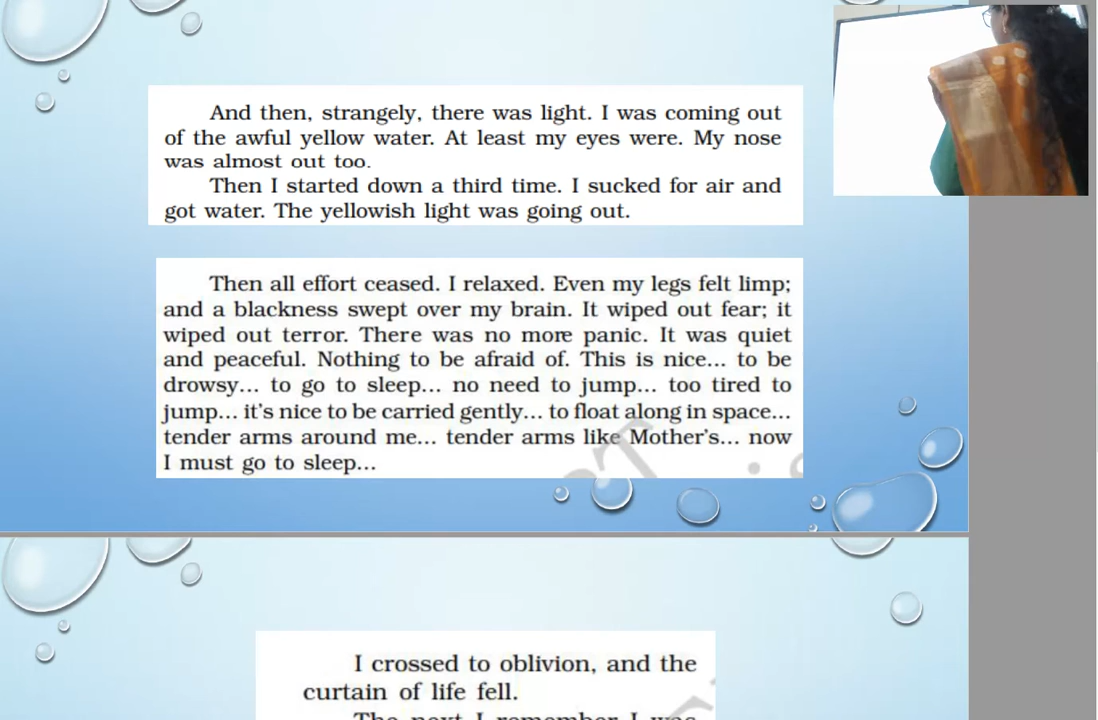 And then, strangely, there was light. I was coming out
of the awful yellow water. At least my eyes were. My nose
was almost out too.
Then I started down a third time. I sucked for air and
got water. The yellowish light was going out.
Then all effort ceased. I relaxed. Even my legs felt limp;
and a blackness swept over my brain. It wiped out fear; it
wiped out terror. There was no more panic. It was quiet
and peaceful. Nothing to be afraid of. This is nice... to be
drowsy... to go to sleep... no need to jump... too tired to
jump... it's nice to be carried gently... to float along in space...
tender arms around me... tender arms like Mother's... now
I must go to sleep...
I crossed to oblivion, and the
curtain of life fell.
The next I remember I was